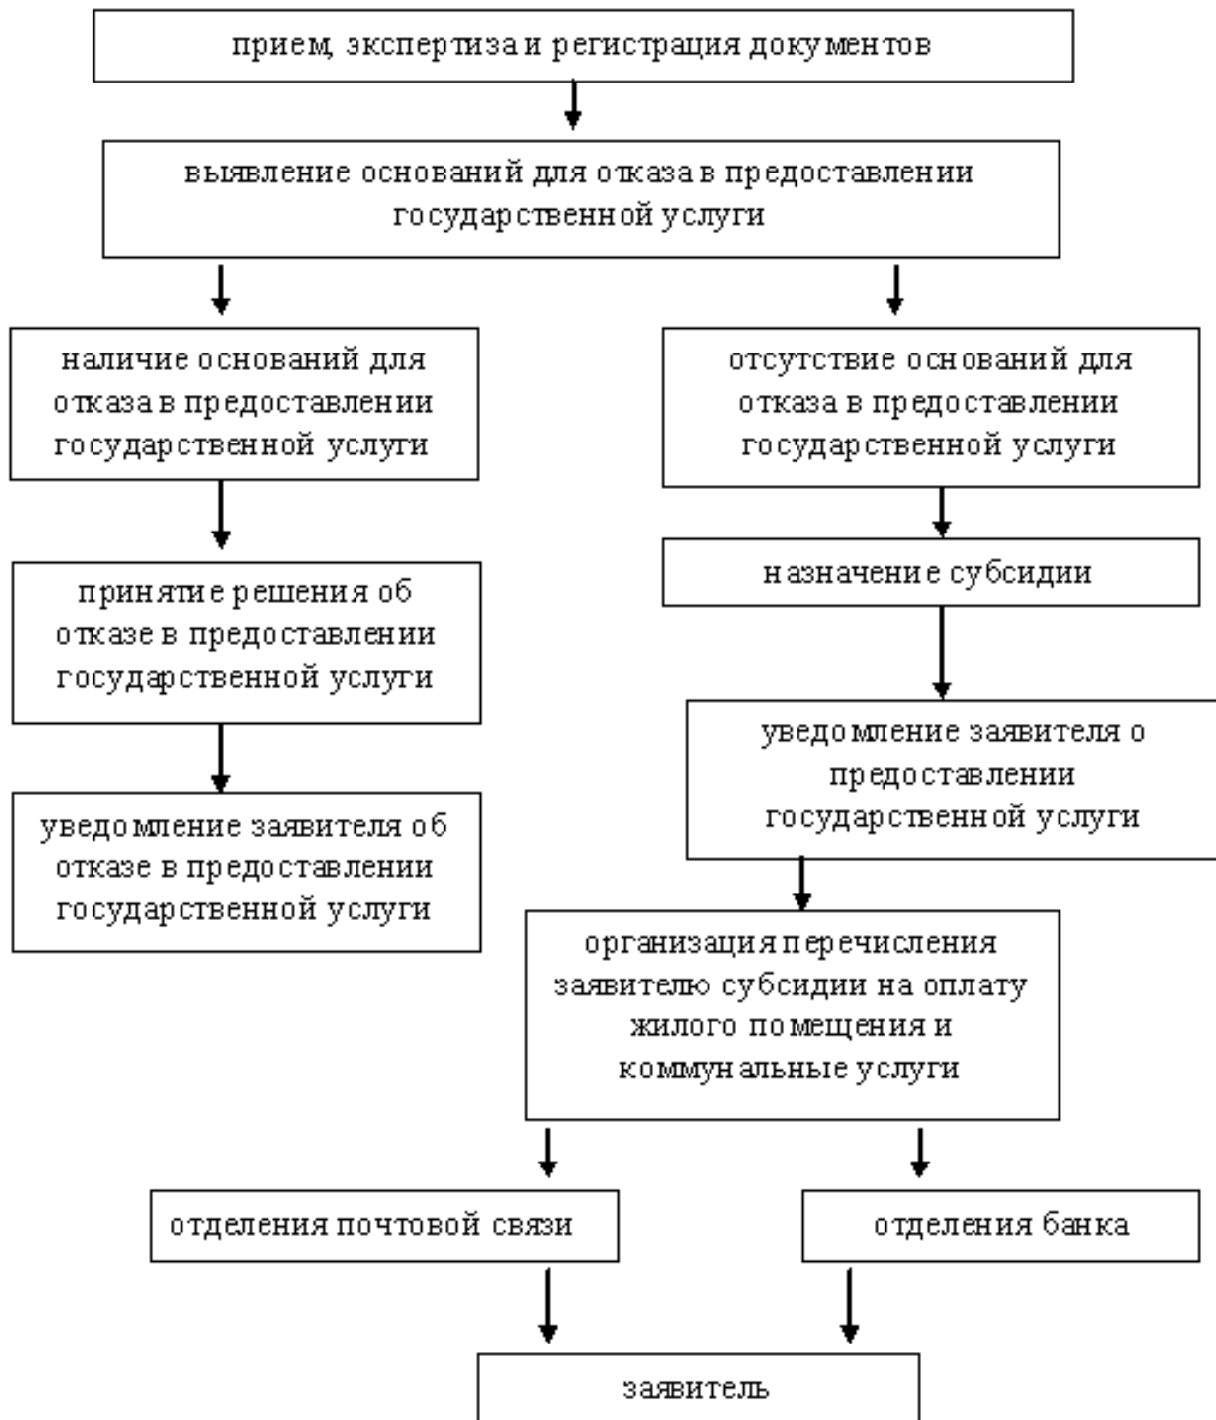 прием, экспертиза и регистрация документов
выявление оснований для отказа в предоставлении
государственной услуги
наличие оснований для
отказа в предоставлении
государственной услуги
отсутствие оснований для
отказа в предоставлении
государственной услуги
принятие решения об
отказе в предоставлении
государственной услуги
назначение субсидии
уведомление заявителя о
предоставлении
государственной услуги
уведомление заявителя об
отказе в предоставлении
государственной услуги
организация перечисления
заявителю субсидии на оплату
жилого помещения и
коммунальные услуги
отделения почтовой связи
отделения банка
заявитель